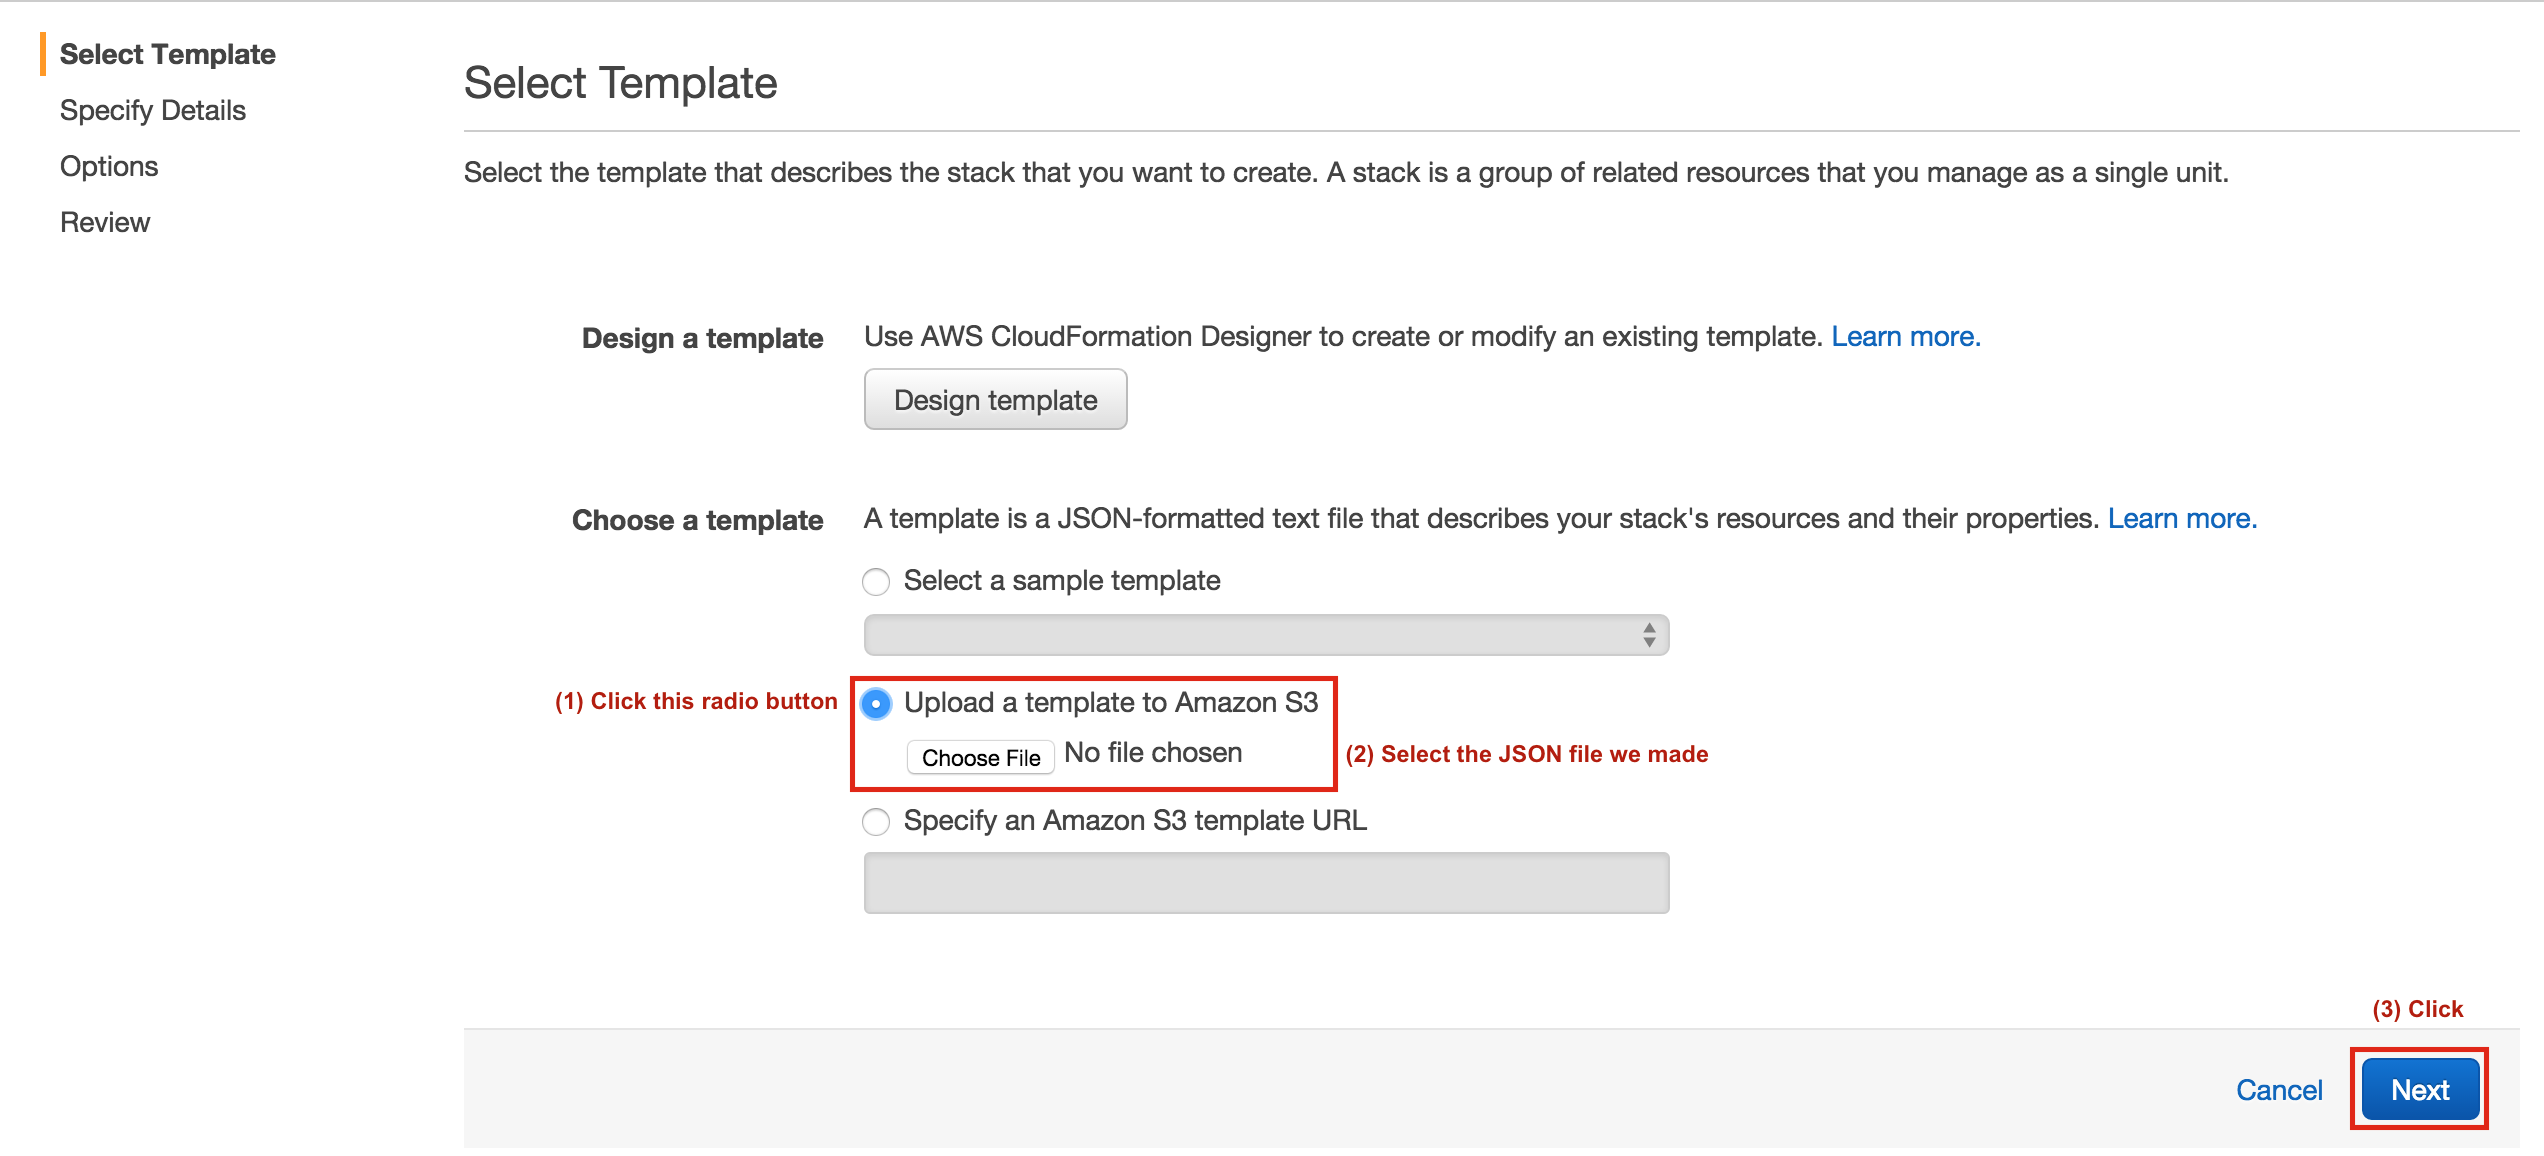 Select Template
Specify Details
Options
Review
Select Template
Select the template that describes the stack that you want to create. A stack is a group of related resources that you manage as a single unit.
Design a template
Use AWS CloudFormation Designer to create or modify an existing template. Learn more.
Design template
Choose a template
A template is a JSON-formatted text file that describes your stack's resources and their properties. Learn more.
Select a sample template
(1) Click this radio button
Upload a template to Amazon S3
Choose File No file chosen
(2) Select the JSON file we made
Specify an Amazon S3 template URL
(3) Click
Cancel
Next